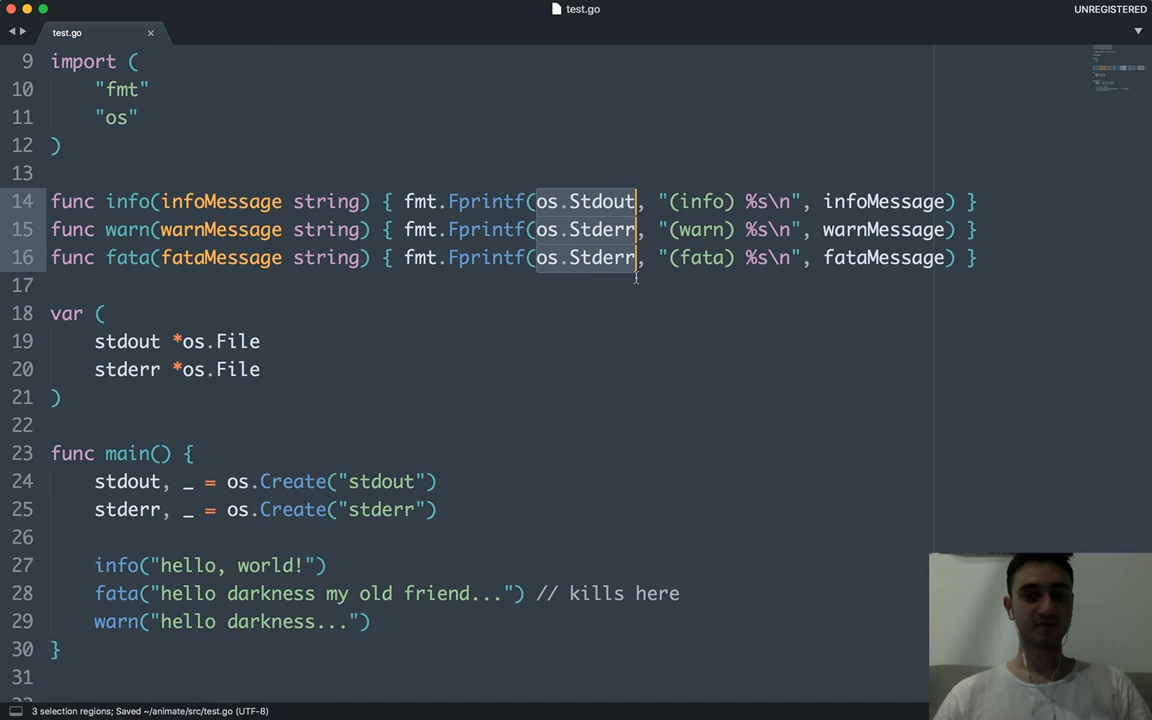 test.go
UNREGISTERED
test.go ×
9 import (
10 "fmt"
11 "os"
12 )
13
14 func info(infoMessage string) { fmt.Fprintf(os.Stdout, "(info) %s\n", infoMessage) }
15 func warn(warnMessage string) { fmt.Fprintf(os.Stderr, "(warn) %s\n", warnMessage) }
16 func fata(fataMessage string) { fmt.Fprintf(os.Stderr, "(fata) %s\n", fataMessage) }
17
18 var (
19 stdout *os.File
20 stderr *os.File
21 )
22
23 func main() {
24 stdout, _ = os.Create("stdout")
25 stderr, _ = os.Create("stderr")
26
27 info("hello, world!")
28 fata("hello darkness my old friend...") // kills here
29 warn("hello darkness...")
30 }
31
3 selection regions; Saved ~/animate/src/test.go (UTF-8)